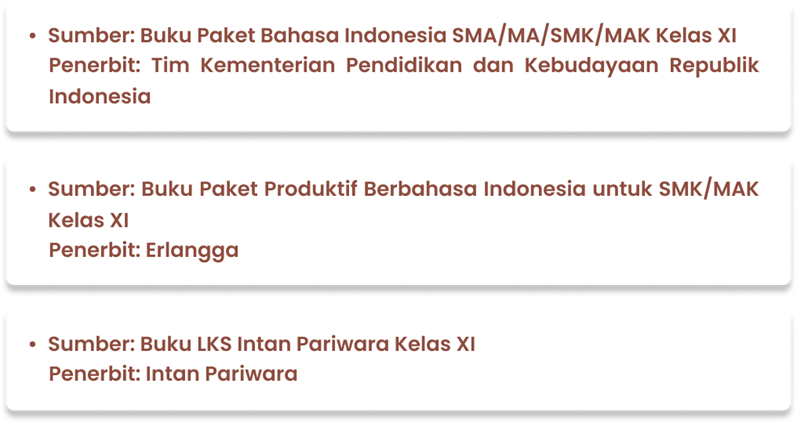 • Sumber: Buku Paket Bahasa Indonesia SMA/MA/SMK/MAK Kelas XI
Penerbit: Tim Kementerian Pendidikan dan Kebudayaan Republik
Indonesia
• Sumber: Buku Paket Produktif Berbahasa Indonesia untuk SMK/MAK
Kelas XI
Penerbit: Erlangga
• Sumber: Buku LKS Intan Pariwara Kelas XI
Penerbit: Intan Pariwara